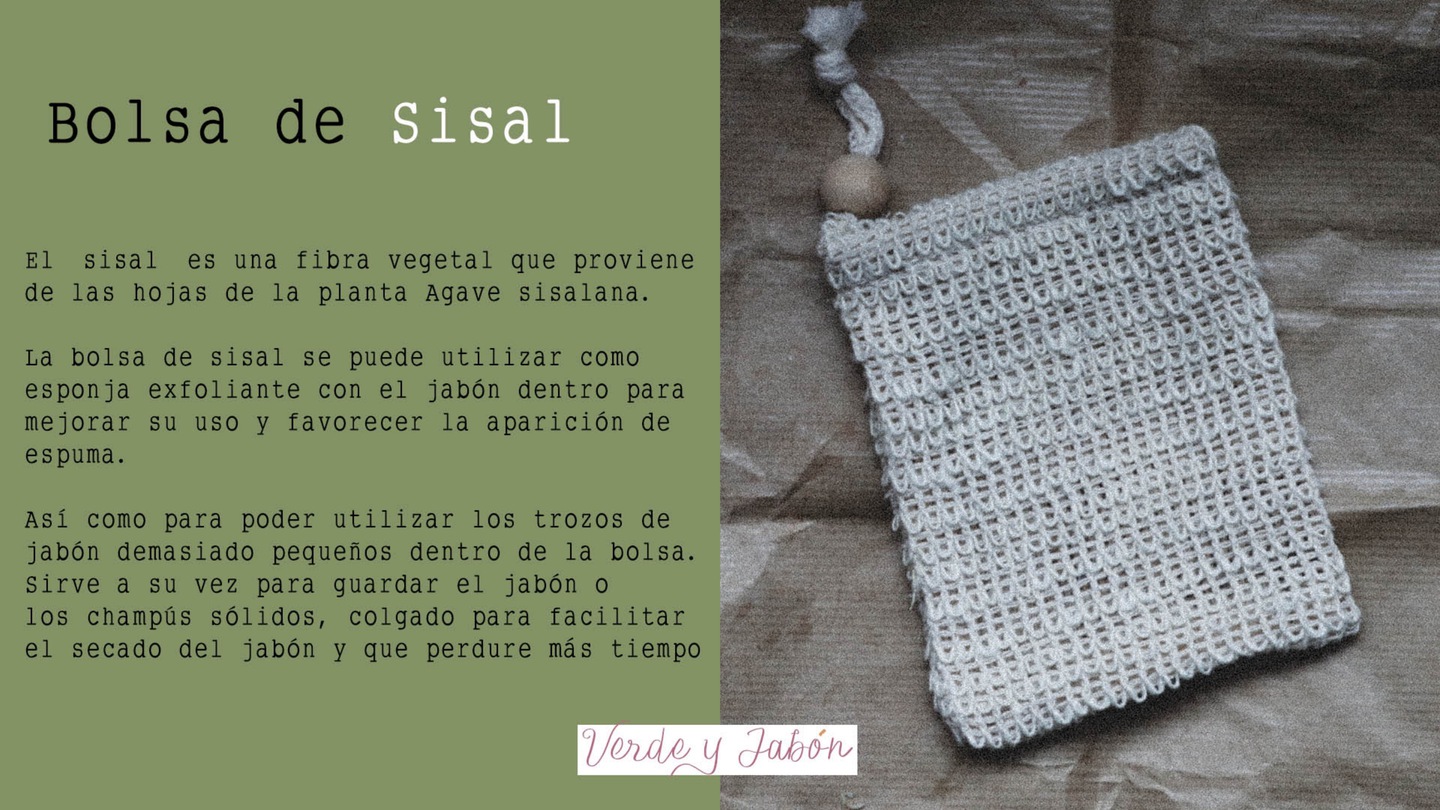 Bolsa de Sisal
El sisal es una fibra vegetal que proviene
de las hojas de la planta Agave sisalana.
La bolsa de sisal se puede utilizar como
esponja exfoliante con el jabón dentro para
mejorar su uso y favorecer la aparición de
espuma.
Así como para poder utilizar los trozos de
jabón demasiado pequeños dentro de la bolsa.
Sirve a su vez para guardar el jabón o
los champús sólidos, colgado para facilitar
el secado del jabón y que perdure más tiempo
Verde y Jabón